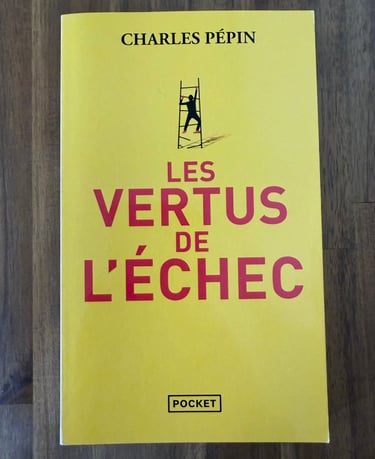 CHARLES PÉPIN
LES
VERTUS
DE
L'ÉCHEC
POCKET